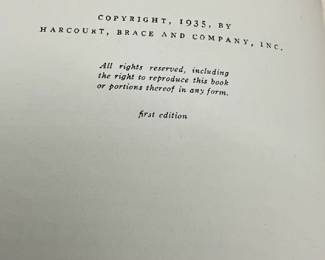 COPYRIGHT, 1935, BY
HARCOURT, BRACE AND COMPANY, INC.
All rights reserved, including
the right to reproduce this book
or portions thereof in any form.
first edition